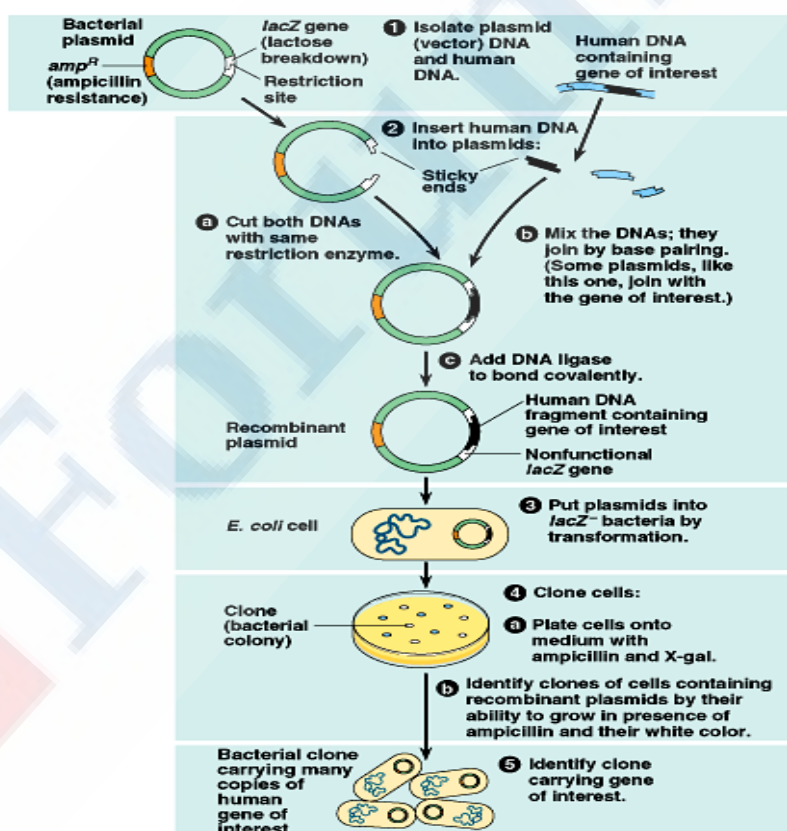 Bacterial
plasmid
lacZ gene
(lactose
breakdown)
ampR
(ampicillin
resistance)
Restriction
site
1 Isolate plasmid
(vector) DNA
and human
DNA.
Human DNA
containing
gene of interest
2 Insert human DNA
into plasmids:
Sticky
ends
a Cut both DNAs
with same
restriction enzyme.
b Mix the DNAs; they
join by base pairing.
(Some plasmids, like
this one, join with
the gene of interest.)
c Add DNA ligase
to bond covalently.
Recombinant
plasmid
Human DNA
fragment containing
gene of interest
Nonfunctional
lacZ gene
E. coli cell
3 Put plasmids into
lacZ– bacteria by
transformation.
Clone
(bacterial
colony)
4 Clone cells:
a Plate cells onto
medium with
ampicillin and X-gal.
b Identify clones of cells containing
recombinant plasmids by their
ability to grow in presence of
ampicillin and their white color.
Bacterial clone
carrying many
copies of
human
gene of
interest
5 Identify clone
carrying gene
of interest.